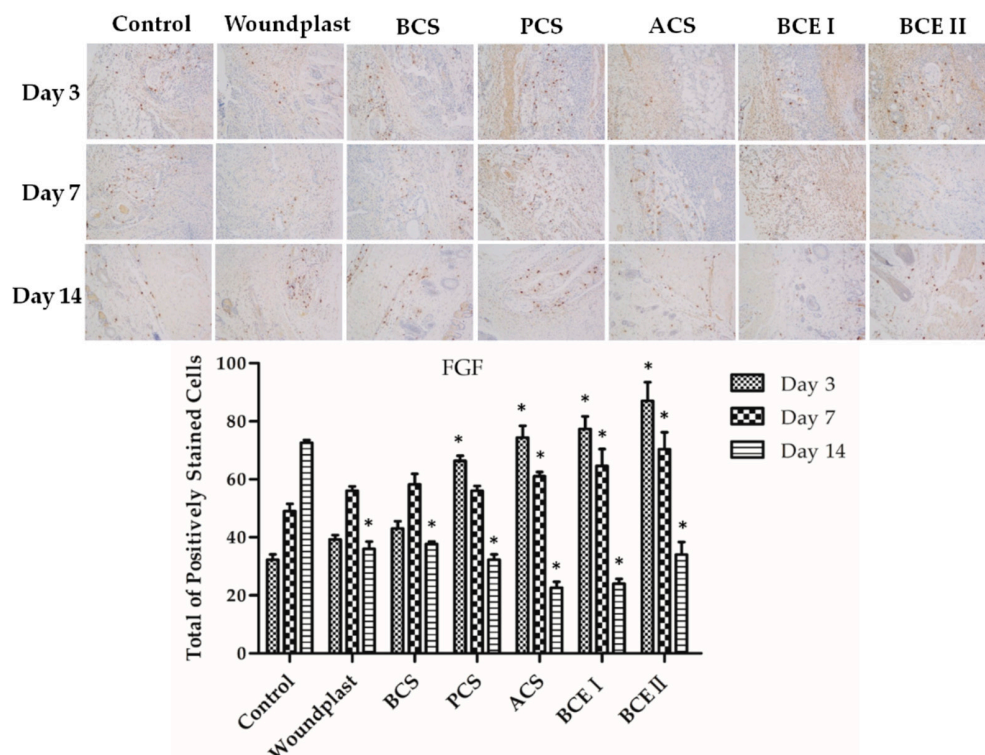 Control Woundplast BCS PCS ACS BCE I BCE II
Day 3
Day 7
Day 14
FGF
Total of Positively Stained Cells
100
80
60
40
20
0
* * * * * * * * * * * * *
Day 3
Day 7
Day 14
Control Woundplast BCS PCS ACS BCE I BCE II